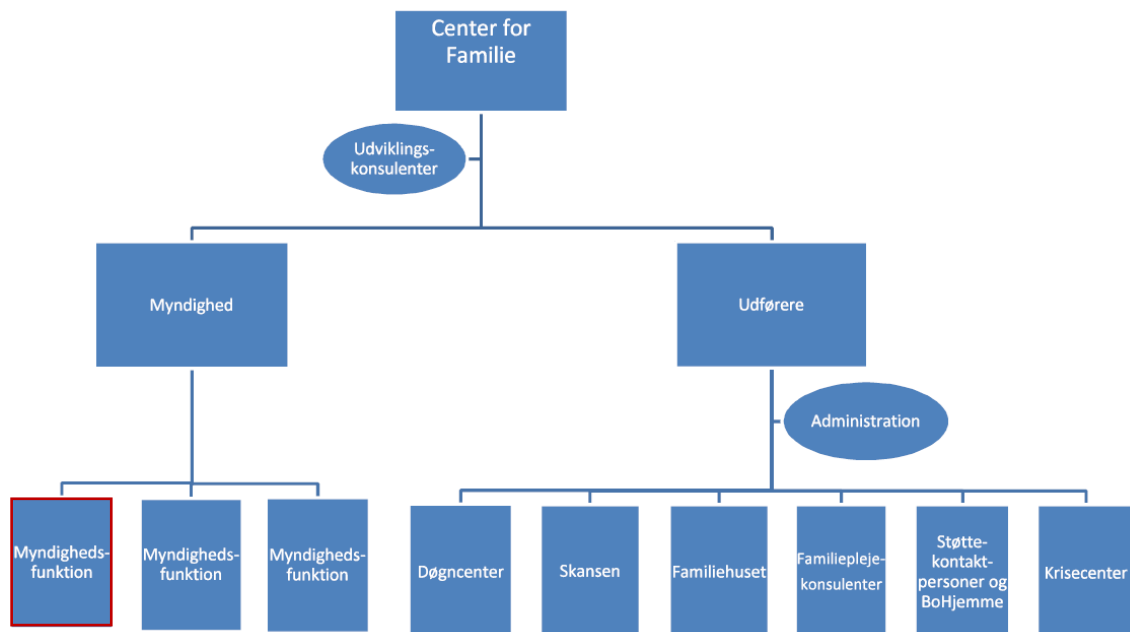 Center for
Familie
Udviklings-
konsulenter
Myndighed
Udførere
Administration
Myndigheds-
funktion
Myndigheds-
funktion
Myndigheds-
funktion
Døgncenter
Skansen
Familiehuset
Familiepleje-
konsulenter
Støtte-
kontakt-
personer og
BoHjemme
Krisecenter